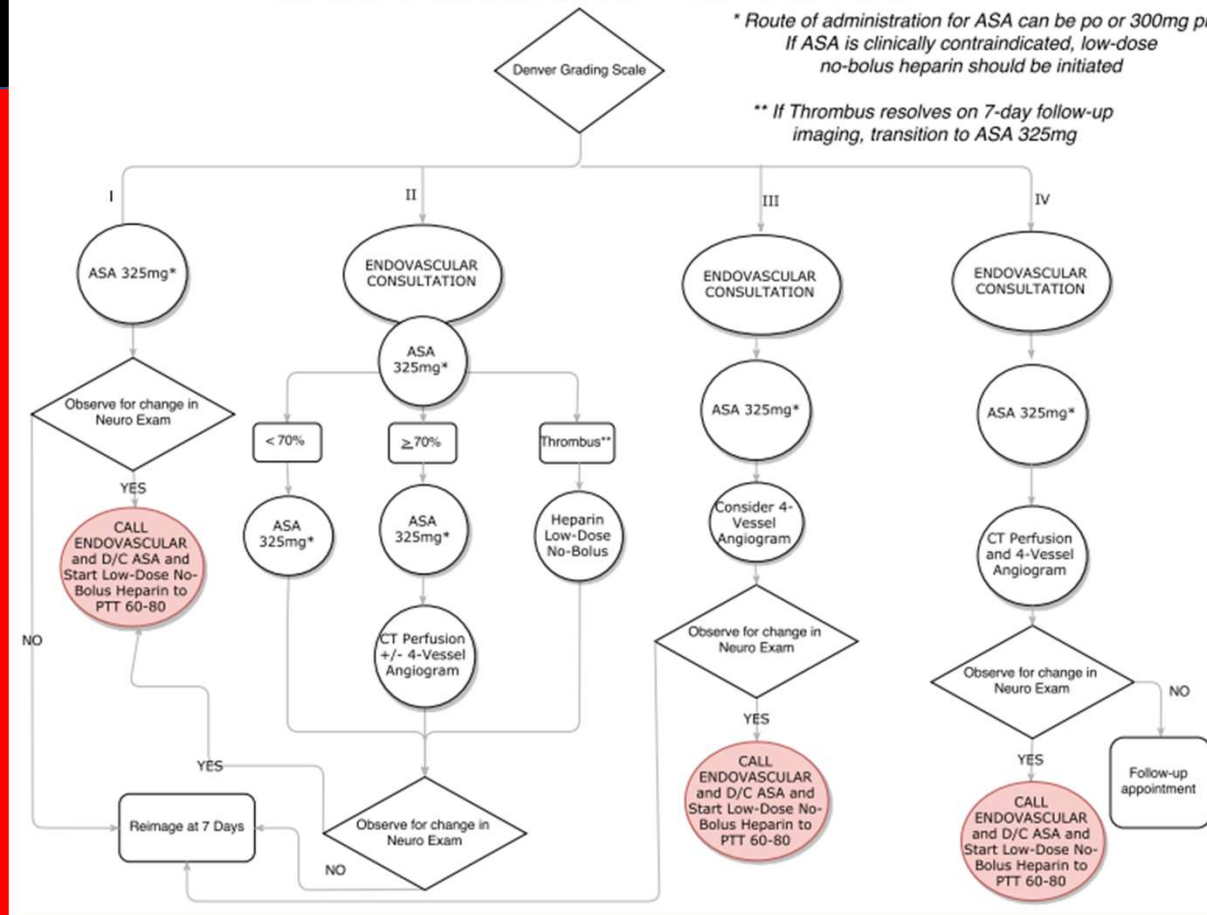 * Route of administration for ASA can be po or 300mg
If ASA is clinically contraindicated, low-dose
no-bolus heparin should be initiated
** If Thrombus resolves on 7-day follow-up
imaging, transition to ASA 325mg
Denver Grading Scale
I
II
III
IV
ASA 325mg*
Observe for change in
Neuro Exam
YES
CALL
ENDOVASCULAR
and D/C ASA and
Start Low-Dose No-
Bolus Heparin to
PTT 60-80
NO
ENDOVASCULAR
CONSULTATION
ASA
325mg*
< 70%
≥70%
Thrombus**
ASA
325mg*
ASA
325mg*
Heparin
Low-Dose
No-Bolus
CT Perfusion
+/- 4-Vessel
Angiogram
YES
Observe for change in
Neuro Exam
NO
Reimage at 7 Days
ENDOVASCULAR
CONSULTATION
ASA 325mg*
Consider 4-
Vessel
Angiogram
Observe for change in
Neuro Exam
YES
CALL
ENDOVASCULAR
and D/C ASA and
Start Low-Dose No-
Bolus Heparin to
PTT 60-80
ENDOVASCULAR
CONSULTATION
ASA 325mg*
CT Perfusion
and 4-Vessel
Angiogram
Observe for change in
Neuro Exam
NO
Follow-up
appointment
YES
CALL
ENDOVASCULAR
and D/C ASA and
Start Low-Dose No-
Bolus Heparin to
PTT 60-80